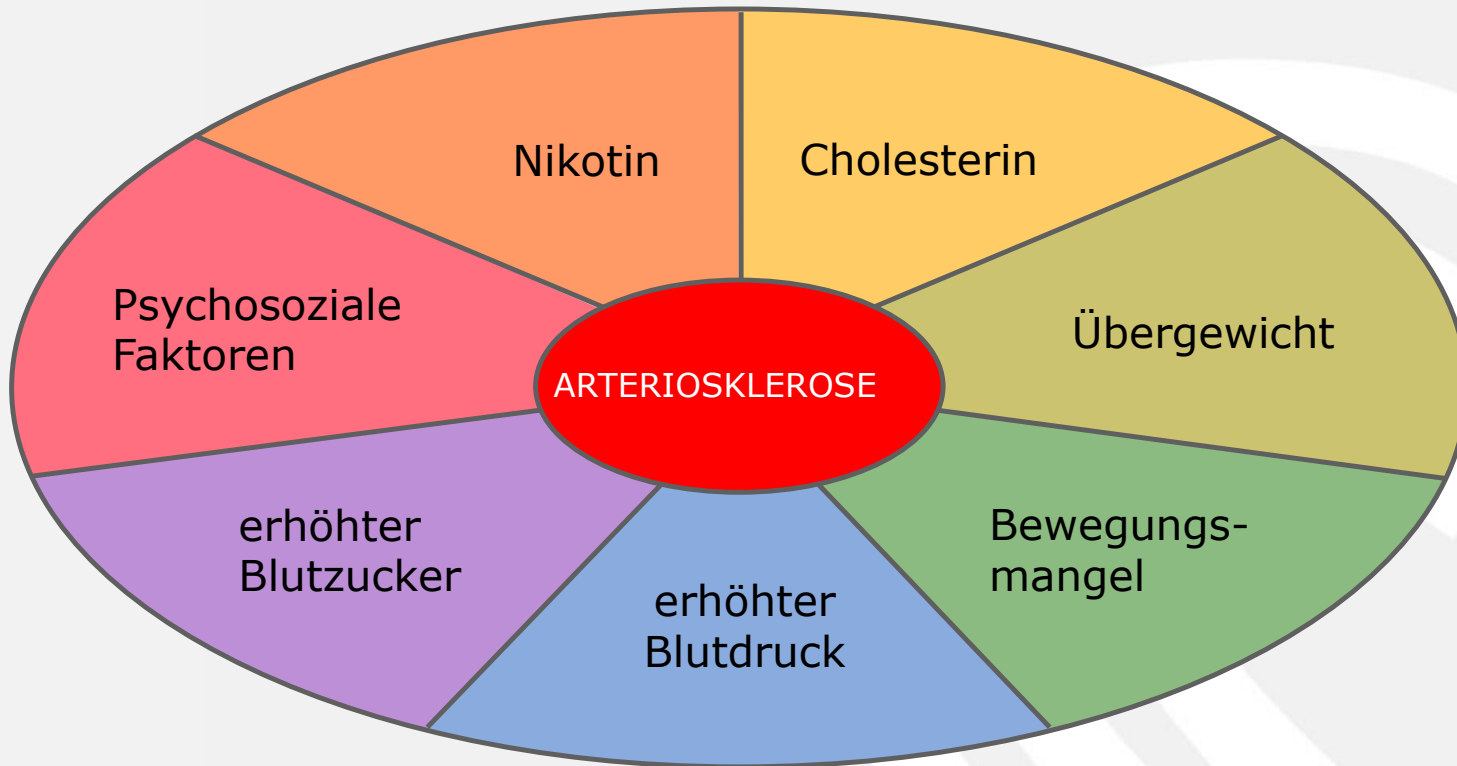 Nikotin
Cholesterin
Psychosoziale
Faktoren
Übergewicht
ARTERIOSKLEROSE
erhöhter
Blutzucker
Bewegungs-
mangel
erhöhter
Blutdruck